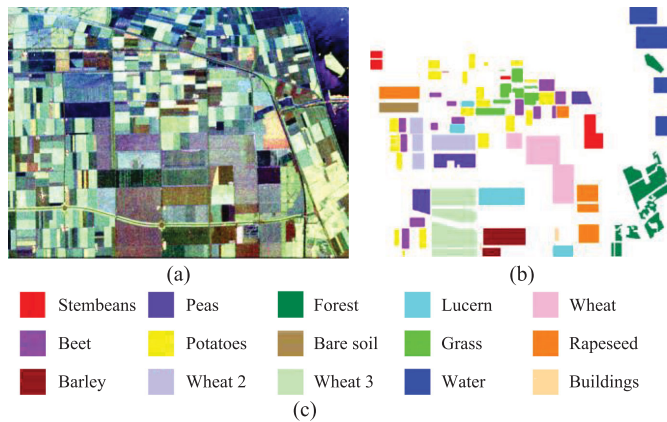 (a)
(b)
Stembeans Peas Forest Lucern Wheat
Beet Potatoes Bare soil Grass Rapeseed
Barley Wheat 2 Wheat 3 Water Buildings
(c)